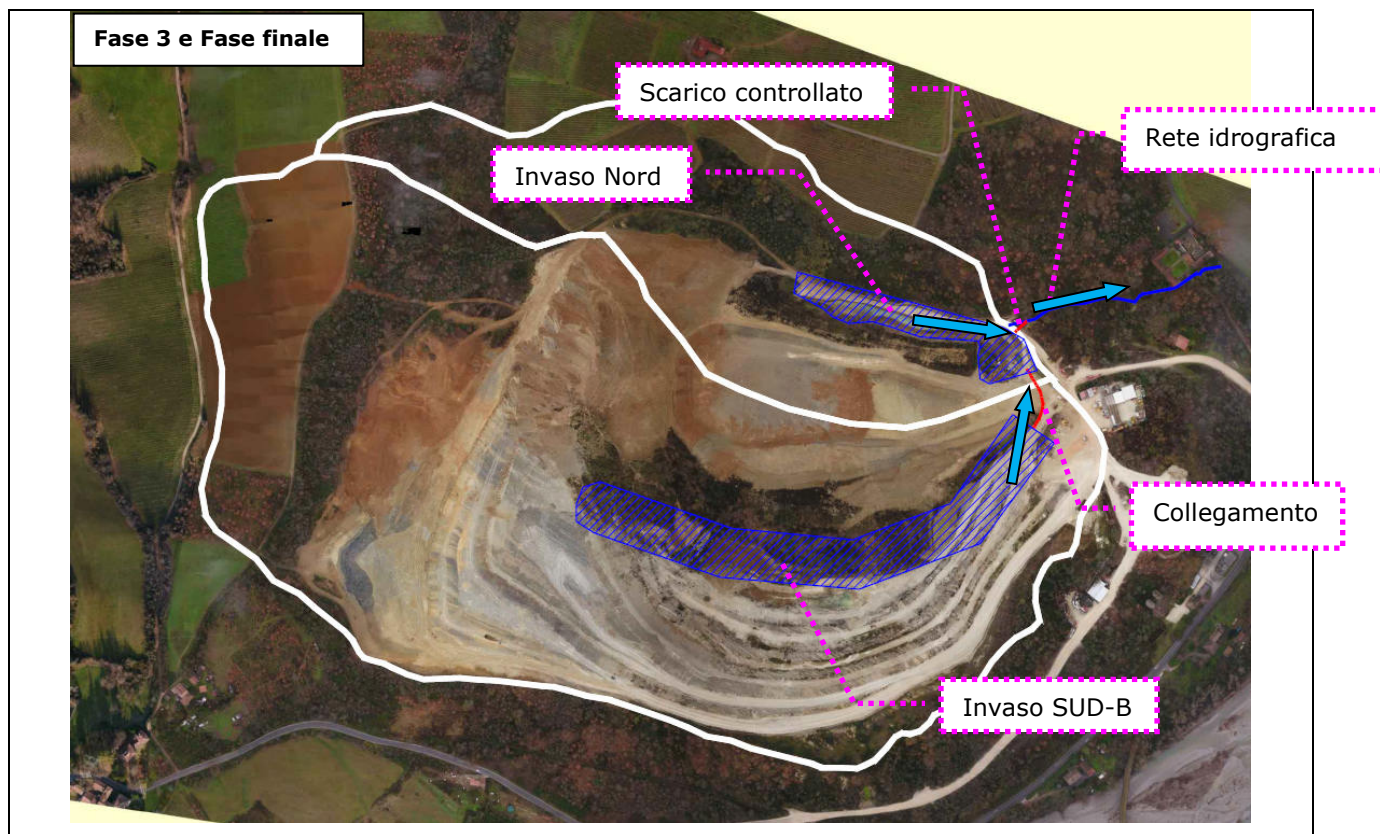 Fase 3 e Fase finale
Scarico controllato
Rete idrografica
Invaso Nord
Collegamento
Invaso SUD-B